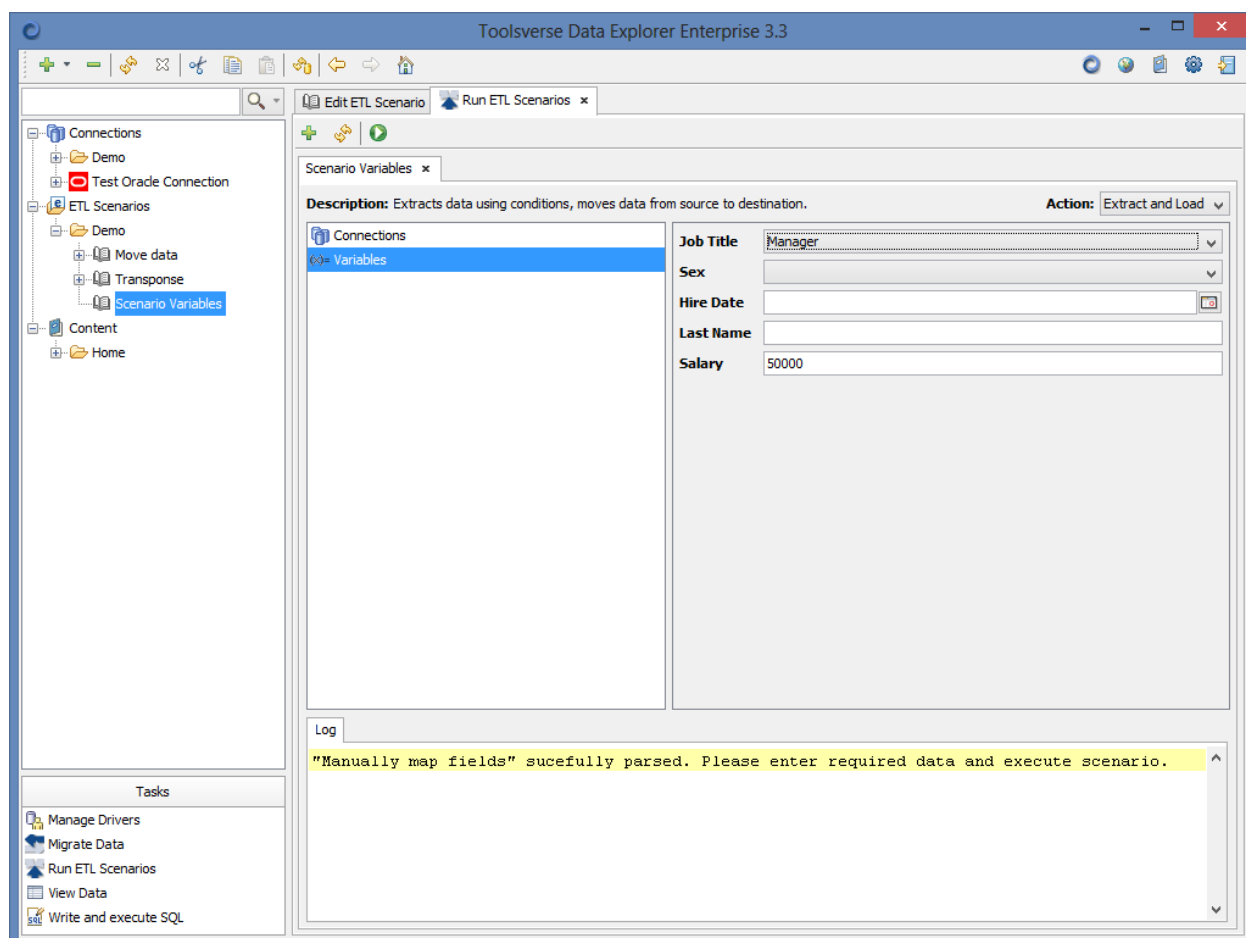 Toolsverse Data Explorer Enterprise 3.3
Edit ETL Scenario
Run ETL Scenarios
Connections
Demo
Test Oracle Connection
ETL Scenarios
Demo
Move data
Transponse
Scenario Variables
Content
Home
Scenario Variables
Description: Extracts data using conditions, moves data from source to destination.
Action: Extract and Load
Connections
(x)= Variables
Job Title Manager
Sex
Hire Date
Last Name
Salary 50000
Log
"Manually map fields" sucefully parsed. Please enter required data and execute scenario.
Tasks
Manage Drivers
Migrate Data
Run ETL Scenarios
View Data
SQL Write and execute SQL